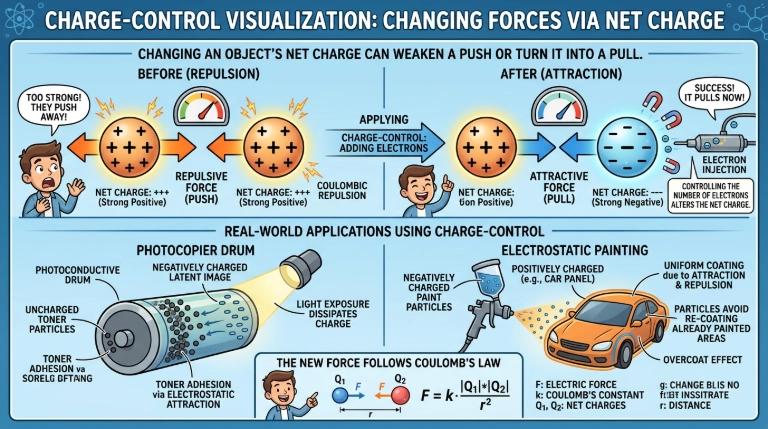 CHARGE-CONTROL VISUALIZATION: CHANGING FORCES VIA NET CHARGE
CHANGING AN OBJECT'S NET CHARGE CAN WEAKEN A PUSH OR TURN IT INTO A PULL.
BEFORE (REPULSION)
TOO STRONG!
THEY PUSH
AWAY!
+ + +
+ + +
REPULSIVE
FORCE
(PUSH)
NET CHARGE: +++
(Strong Positive)
NET CHARGE: +++
(Strong Positive)
COULOMBIC
REPULSION
APPLYING
CHARGE-CONTROL:
ADDING ELECTRONS
AFTER (ATTRACTION)
SUCCESS!
IT PULLS NOW!
ATTRACTIVE
FORCE
(PULL)
NET CHARGE: +++
Positive)
NET CHARGE: ---
(Strong Negative)
ELECTRON
INJECTION
CONTROLLING THE
NUMBER OF ELECTRONS
ALTERS THE NET CHARGE.
REAL-WORLD APPLICATIONS USING CHARGE-CONTROL
PHOTOCOPIER DRUM
PHOTOCONDUCTIVE
DRUM
NEGATIVELY CHARGED
LATENT IMAGE
UNCHARGED
TONER
PARTICLES
LIGHT EXPOSURE
DISSIPATES
CHARGE
TONER
ADHESION
TONER ADHESION
via ELECTROSTATIC
ATTRACTION
ELECTROSTATIC PAINTING
NEGATIVELY
CHARGED
PAINT
PARTICLES
POSITIVELY CHARGED
(e.g., CAR PANEL)
UNIFORM COATING
due to ATTRACTION
& REPULSION
PARTICLES AVOID
RE-COATING
ALREADY PAINTED
AREAS
OVERCOAT EFFECT
THE NEW FORCE FOLLOWS COULOMB'S LAW
Q₁ F F Q₂
r
F = k · |Q₁|*|Q₂| / r²
F: ELECTRIC FORCE
k: COULOMB'S CONSTANT
Q₁, Q₂: NET CHARGES
r: DISTANCE